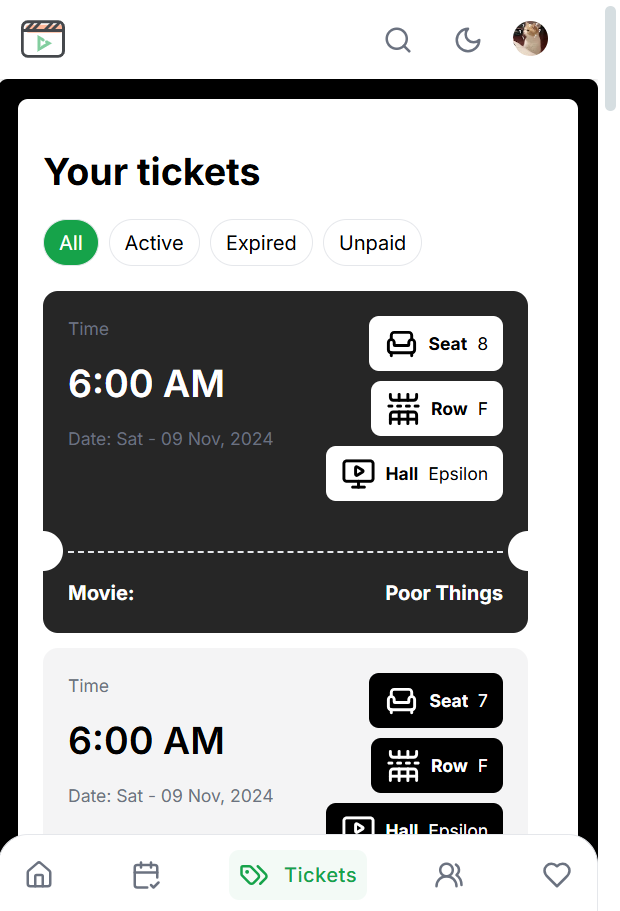 Your tickets
All Active Expired Unpaid
Time
6:00 AM
Date: Sat - 09 Nov, 2024
Seat 8
Row F
Hall Epsilon
Movie: Poor Things
Time
6:00 AM
Date: Sat - 09 Nov, 2024
Seat 7
Row F
Hall Epsilon
Tickets